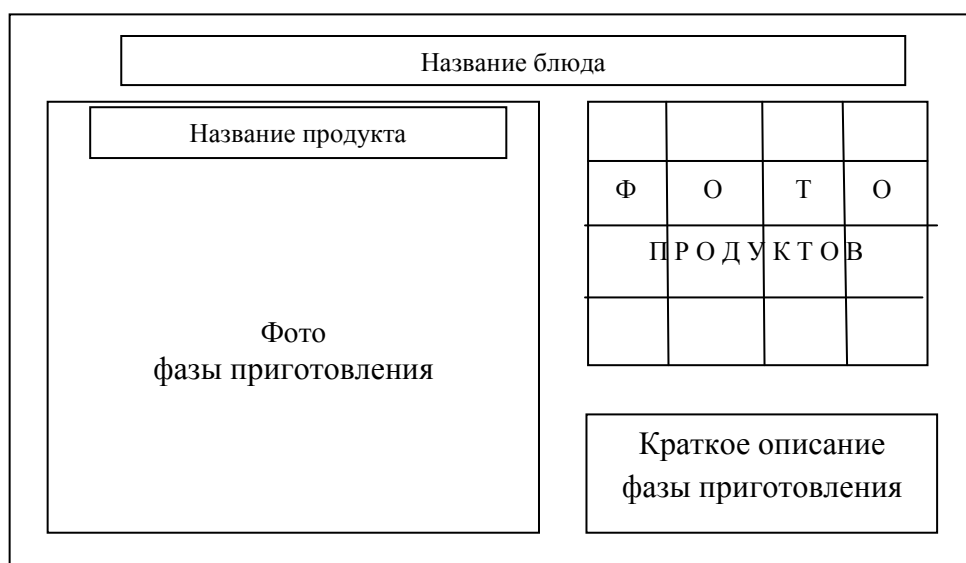 Название блюда
Название продукта
Ф О Т О
П Р О Д У К Т О В
Фото
фазы приготовления
Краткое описание
фазы приготовления